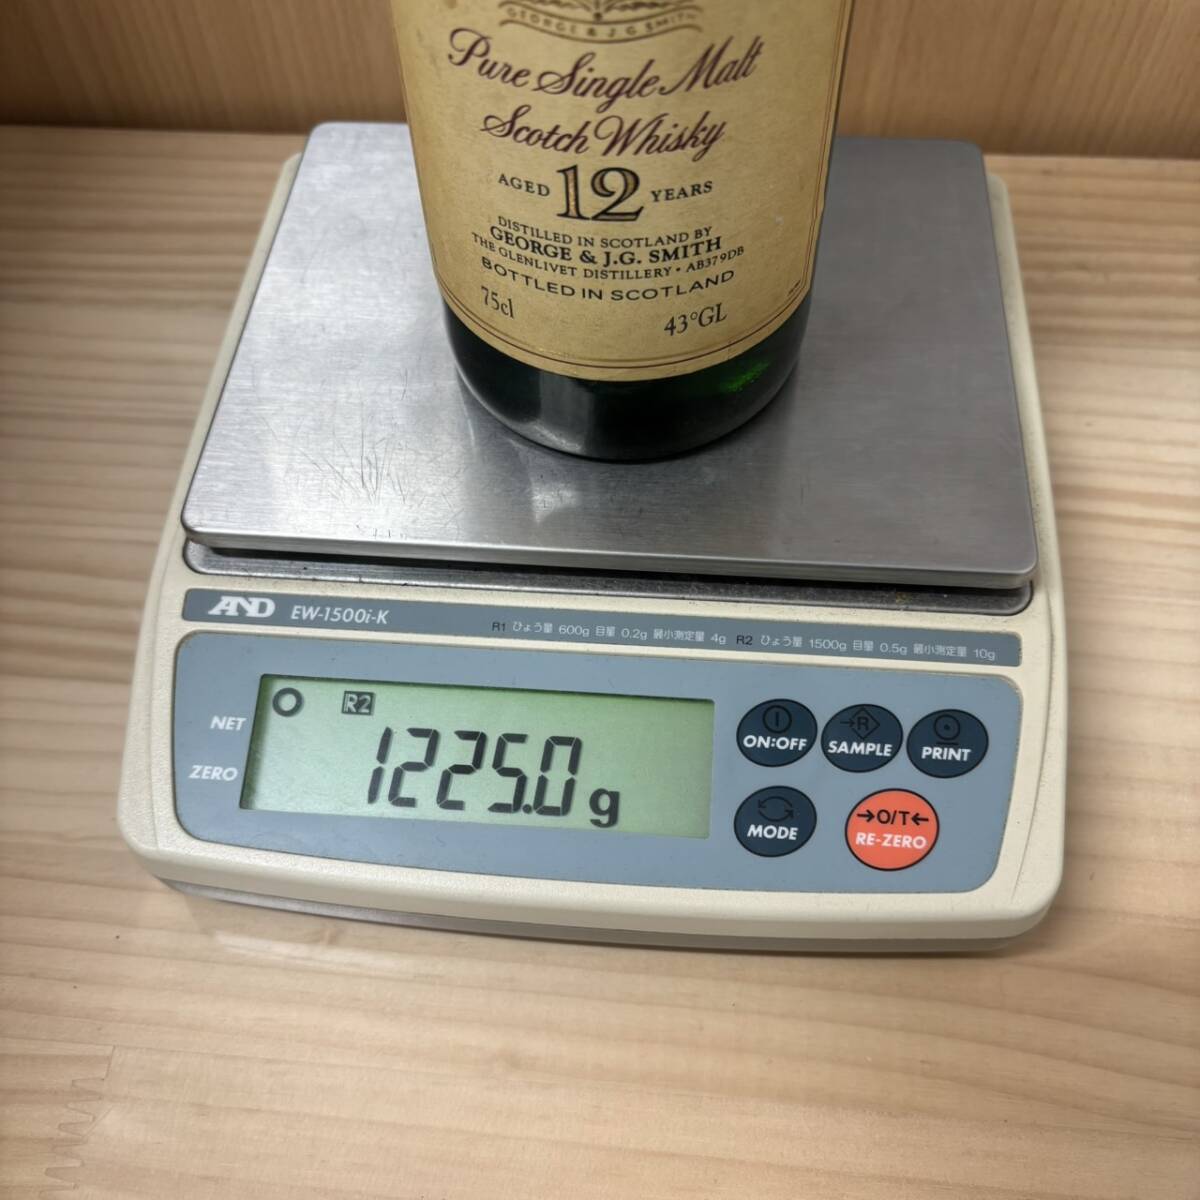 GEORGE & J.G. SMITH
Pure Single Malt
Scotch Whisky
AGED 12 YEARS
DISTILLED IN SCOTLAND BY
GEORGE & J.G. SMITH
THE GLENLIVET DISTILLERY • AB37 9DB
BOTTLED IN SCOTLAND
75cl 43°GL
AND EW-1500i-K
R1 ひょう量 600g 目量 0.2g 最小測定量 4g R2 ひょう量 1500g 目量 0.5g 最小測定量 10g
NET
ZERO
R2
1225.0 g
ON:OFF
→R
SAMPLE
PRINT
MODE
→O/T←
RE-ZERO